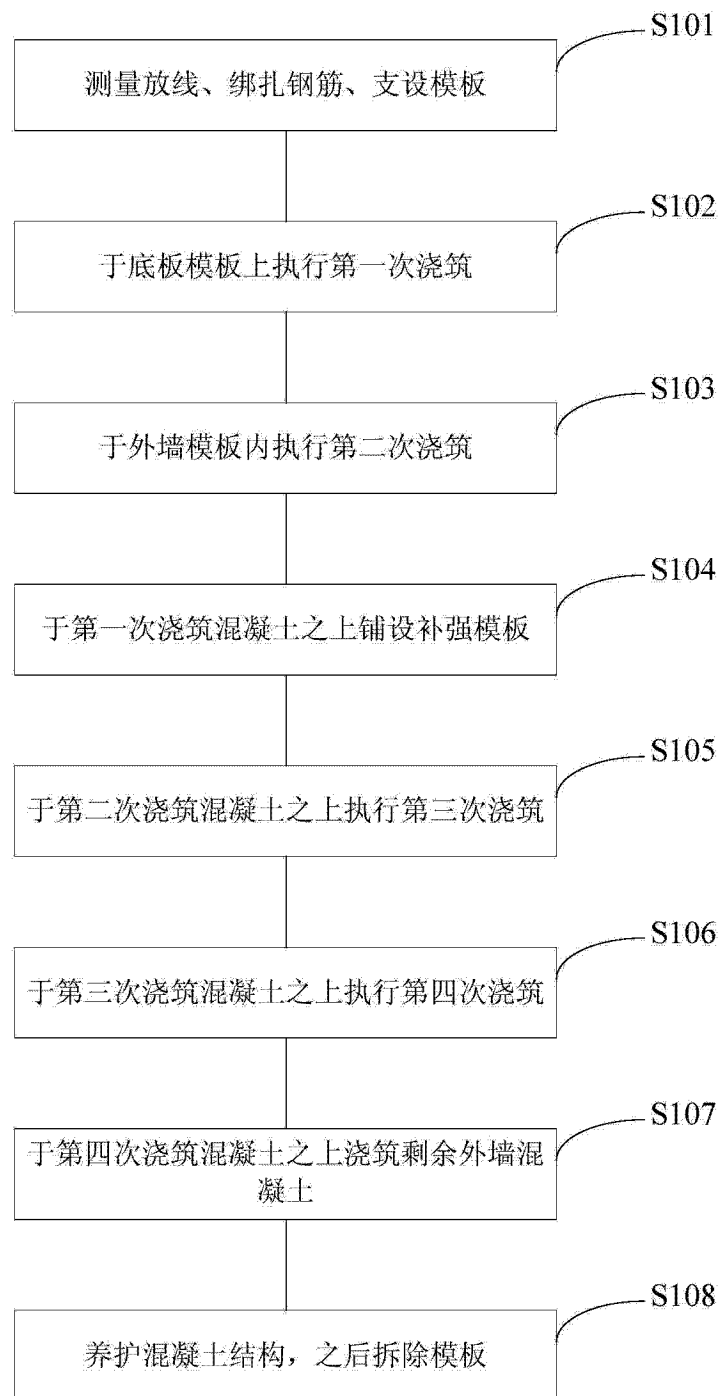 S101
测量放线、绑扎钢筋、支设模板
S102
于底板模板上执行第一次浇筑
S103
于外墙模板内执行第二次浇筑
S104
于第一次浇筑混凝土之上铺设补强模板
S105
于第二次浇筑混凝土之上执行第三次浇筑
S106
于第三次浇筑混凝土之上执行第四次浇筑
S107
于第四次浇筑混凝土之上浇筑剩余外墙混
凝土
S108
养护混凝土结构，之后拆除模板